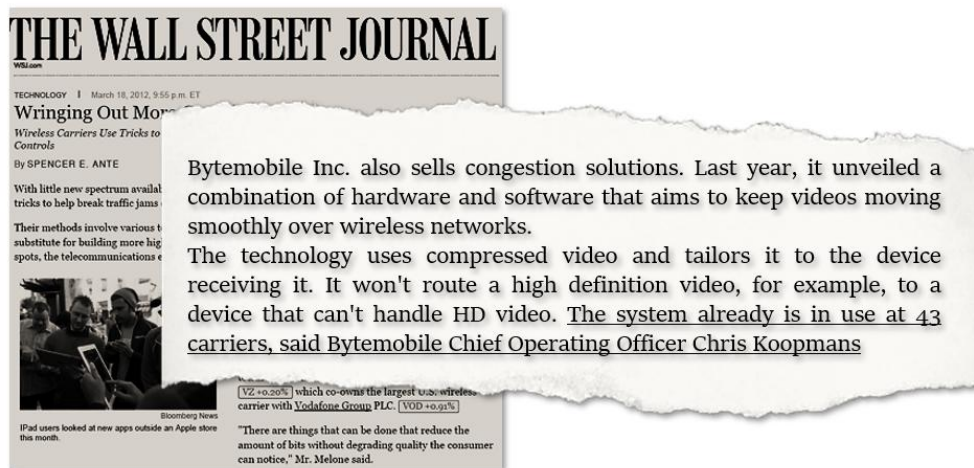 THE WALL STREET JOURNAL
WSJ.com
TECHNOLOGY | March 18, 2012, 9:55 p.m. ET
Wringing Out More
Wireless Carriers Use Tricks to
Controls
By SPENCER E. ANTE
With little new spectrum
tricks to help break traffic jams
Their methods involve various
substitute for building more
spots, the telecommunications
Bytemobile Inc. also sells congestion solutions. Last year, it unveiled a
combination of hardware and software that aims to keep videos moving
smoothly over wireless networks.
The technology uses compressed video and tailors it to the device
receiving it. It won't route a high definition video, for example, to a
device that can't handle HD video. The system already is in use at 43
carriers, said Bytemobile Chief Operating Officer Chris Koopmans
Bloomberg News
IPad users looked at new apps outside an Apple store
this month.
VZ +0.20% which co-owns the largest U.S. wireless
carrier with Vodafone Group PLC. VOD +0.91%
"There are things that can be done that reduce the
amount of bits without degrading quality the consumer
can notice," Mr. Melone said.